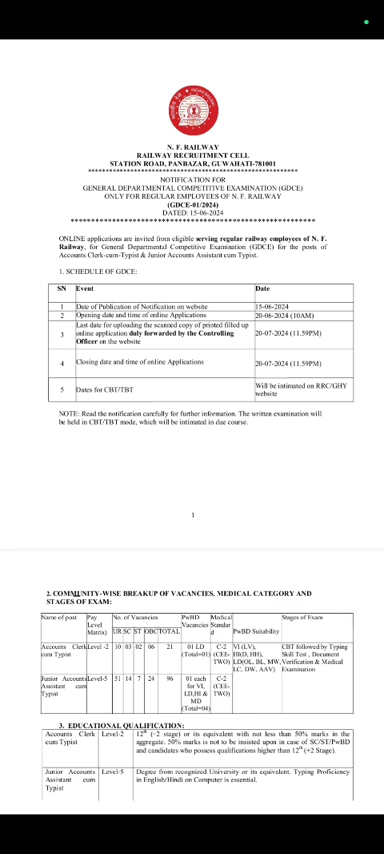 N. F. RAILWAY
RAILWAY RECRUITMENT CELL
STATION ROAD, PANBAZAR, GUWAHATI-781001
************************************************************
NOTIFICATION FOR
GENERAL DEPARTMENTAL COMPETITIVE EXAMINATION (GDCE)
ONLY FOR REGULAR EMPLOYEES OF N. F. RAILWAY
(GDCE-01/2024)
DATED: 15-06-2024
************************************************************
ONLINE applications are invited from eligible serving regular railway employees of N. F.
Railway, for General Departmental Competitive Examination (GDCE) for the posts of
Accounts Clerk-cum-Typist & Junior Accounts Assistant cum Typist.
1. SCHEDULE OF GDCE:
SN Event Date
1 Date of Publication of Notification on website 15-06-2024
2 Opening date and time of online Applications 20-06-2024 (10AM)
3 Last date for uploading the scanned copy of printed filled up
online application duly forwarded by the Controlling
Officer on the website 20-07-2024 (11.59PM)
4 Closing date and time of online Applications 20-07-2024 (11.59PM)
5 Dates for CBT/TBT Will be intimated on RRC/GHY
website
NOTE: Read the notification carefully for further information. The written examination will
be held in CBT/TBT mode, which will be intimated in due course.
1
2. COMMUNITY-WISE BREAKUP OF VACANCIES, MEDICAL CATEGORY AND
STAGES OF EXAM:
Name of post Pay
Level
Matrix) No. of Vacancies PwBD
Vacancies Medical
Standar
d PwBD Suitability Stages of Exam
UR SC ST OBC TOTAL
Accounts Clerk
cum Typist Level -2 10 03 02 06 21 01 LD
(Total=01) C-2
(CEE-
TWO) VI (LV),
HI(D, HH),
LD(OL, BL, MW,
LC, DW, AAV) CBT followed by Typing
Skill Test , Document
Verification & Medical
Examination
Junior Accounts
Assistant cum
Typist Level-5 51 14 7 24 96 01 each
for VI,
LD,HI &
MD
(Total=04) C-2
(CEE-
TWO)
3. EDUCATIONAL QUALIFICATION:
Accounts Clerk
cum Typist Level-2 12th (+2 stage) or its equivalent with not less than 50% marks in the
aggregate. 50% marks is not to be insisted upon in case of SC/ST/PwBD
and candidates who possess qualifications higher than 12th (+2 Stage).
Junior Accounts
Assistant cum
Typist Level-5 Degree from recognized University or its equivalent. Typing Proficiency
in English/Hindi on Computer is essential.